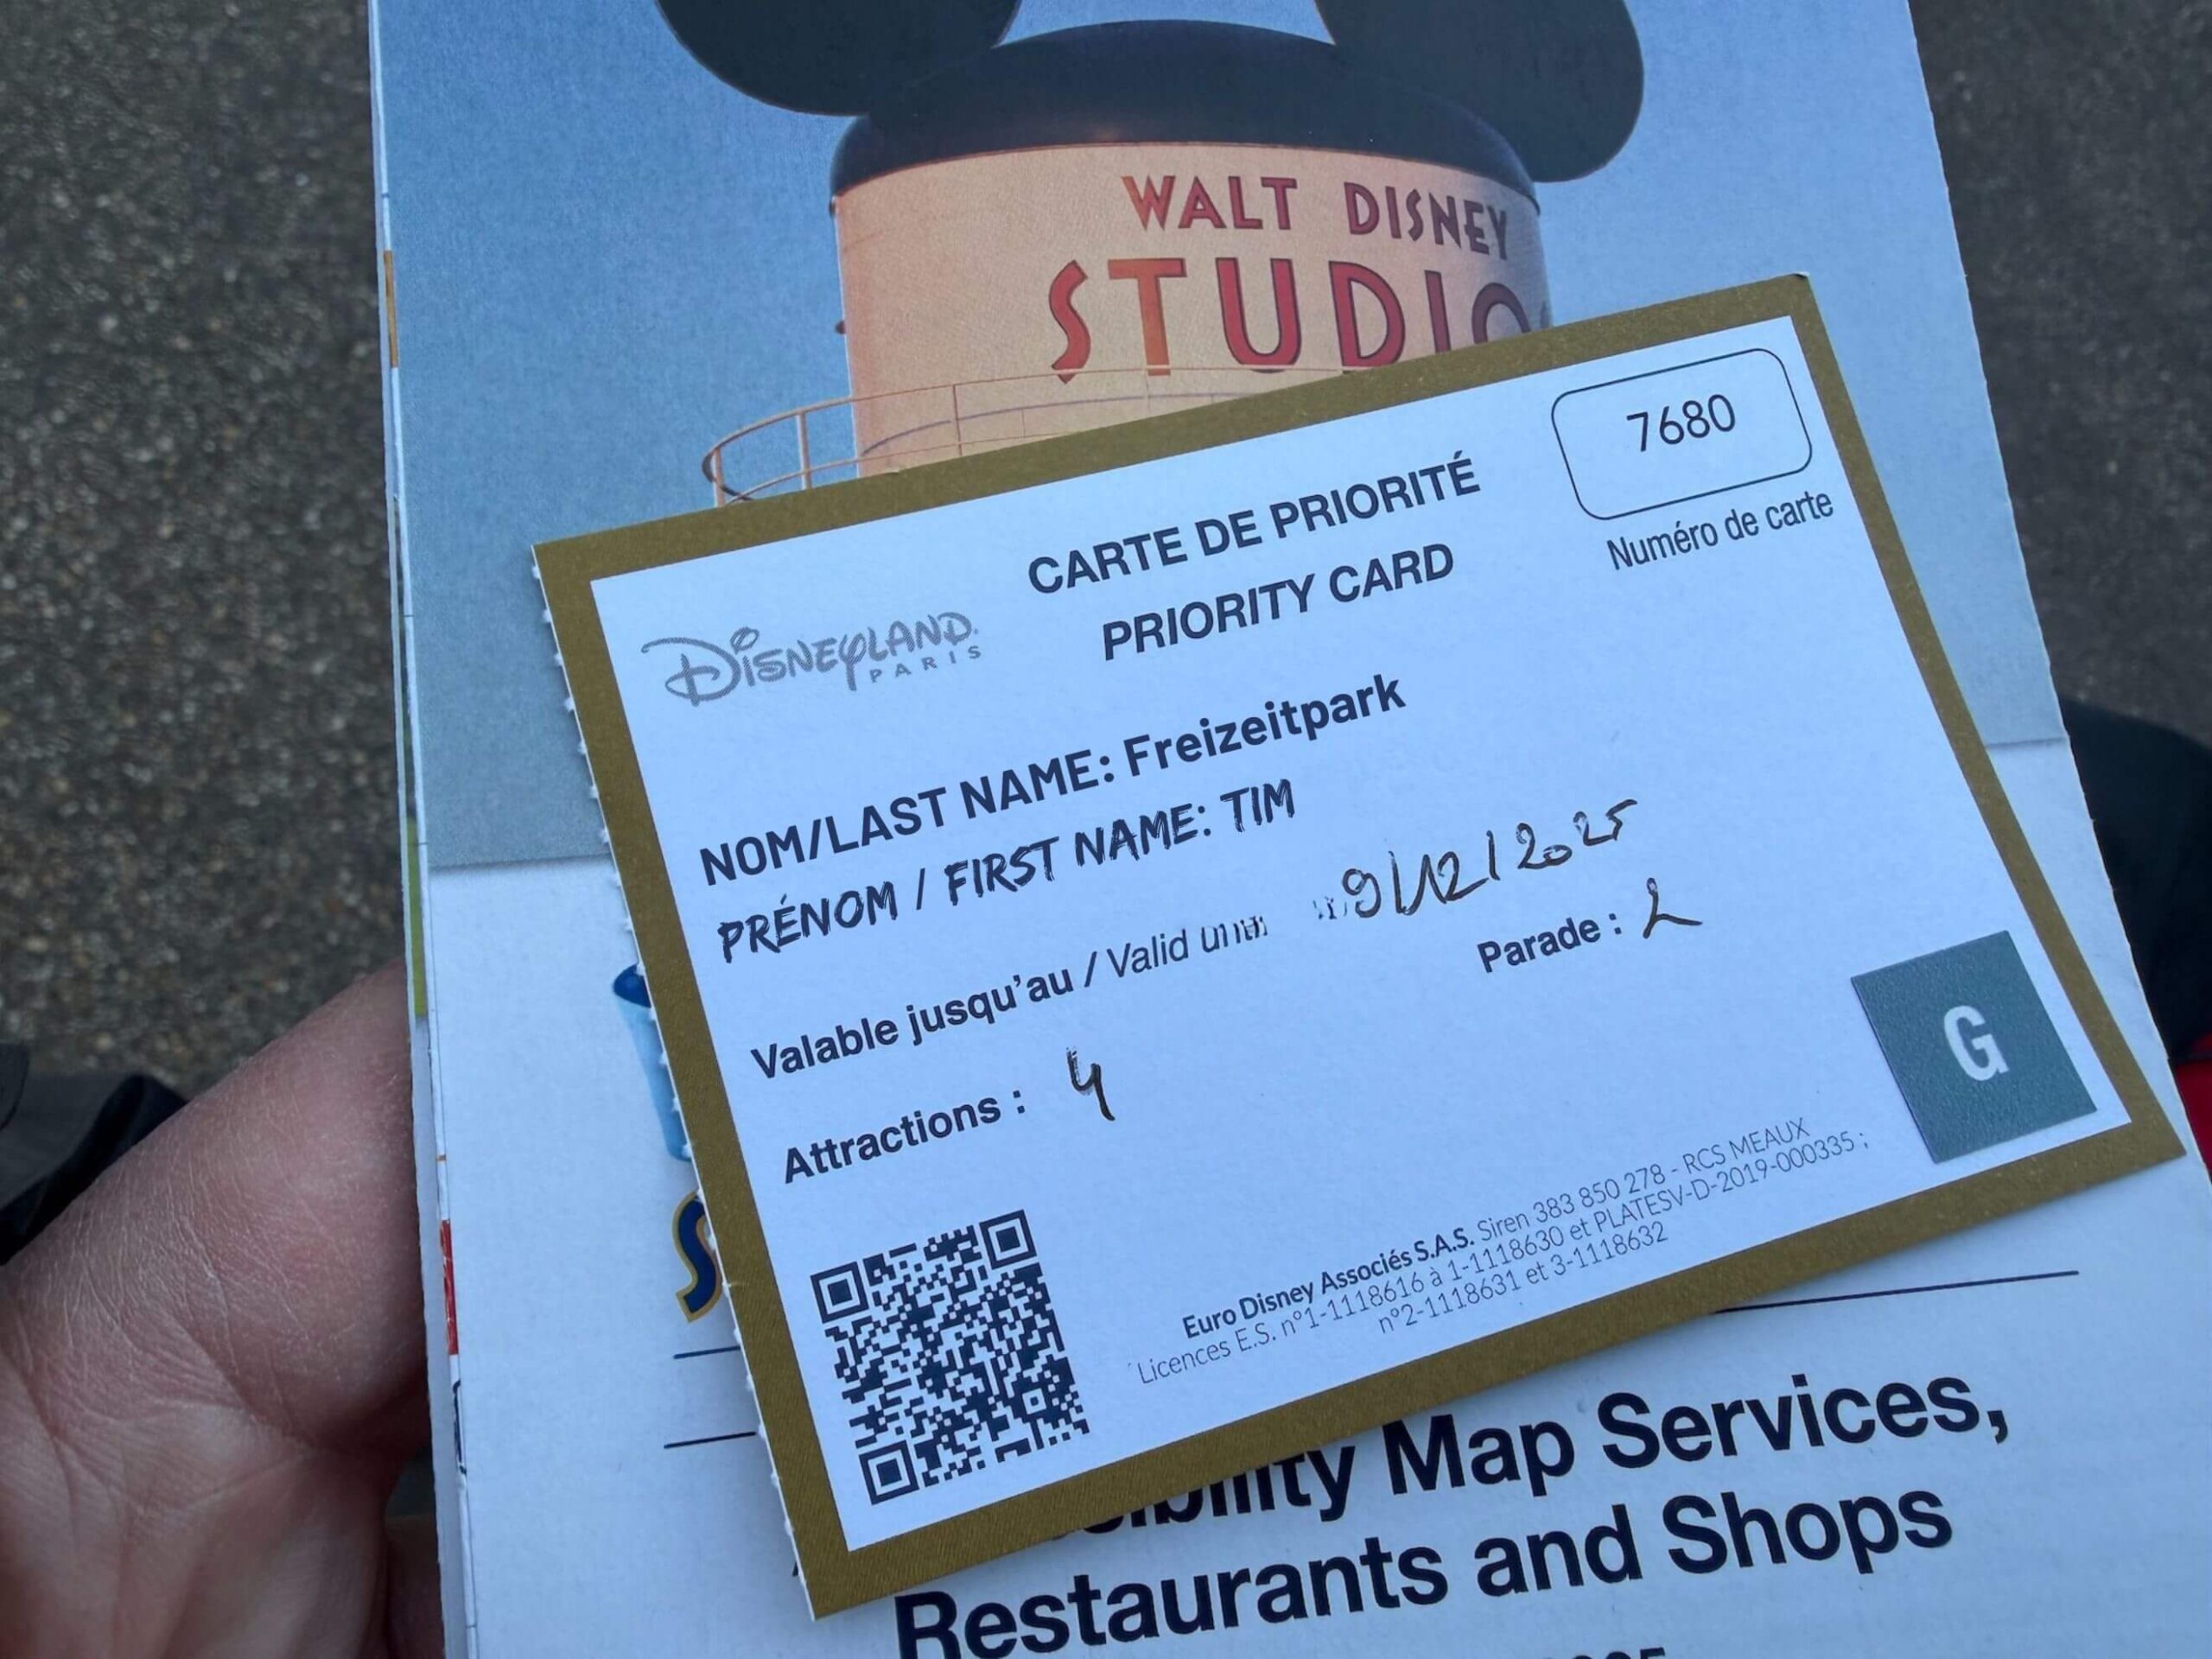 WALT DISNEY
STUDIO
7680
Numéro de carte
CARTE DE PRIORITÉ
PRIORITY CARD
DISNEYLAND
PARIS
NOM/LAST NAME: Freizeitpark
PRÉNOM / FIRST NAME: TIM
Valable jusqu'au / Valid 9/12/2025
Attractions : 4
Parade : 2
G
Euro Disney Associés S.A.S. Siren 383 850 278 - RCS MEAUX
Licences E.S. n°1-1118616 à 1-1118630 et PLATESV-D-2019-000335 ;
n°2-1118631 et 3-1118632
Map Services,
Restaurants and Shops